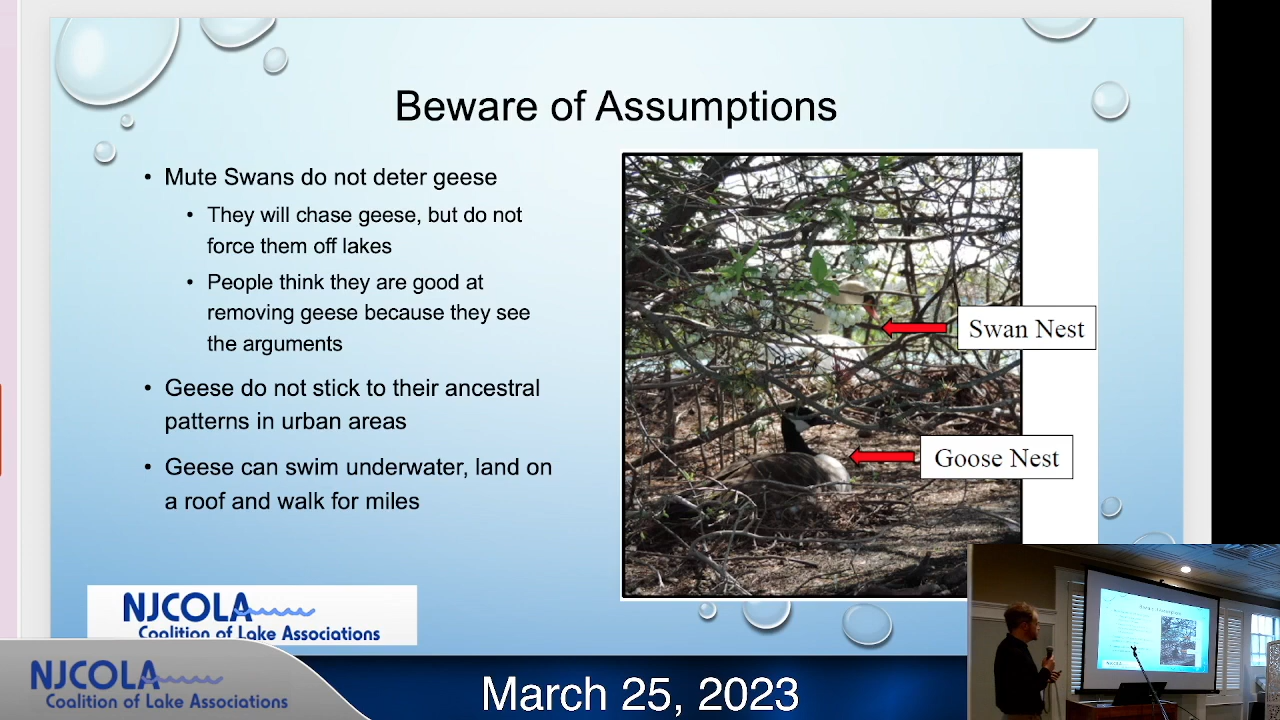 Beware of Assumptions
• Mute Swans do not deter geese
• They will chase geese, but do not
force them off lakes
• People think they are good at
removing geese because they see
the arguments
• Geese do not stick to their ancestral
patterns in urban areas
• Geese can swim underwater, land on
a roof and walk for miles
Swan Nest
Goose Nest
NJCOLA
Coalition of Lake Associations
NJCOLA
Coalition of Lake Associations
March 25, 2023